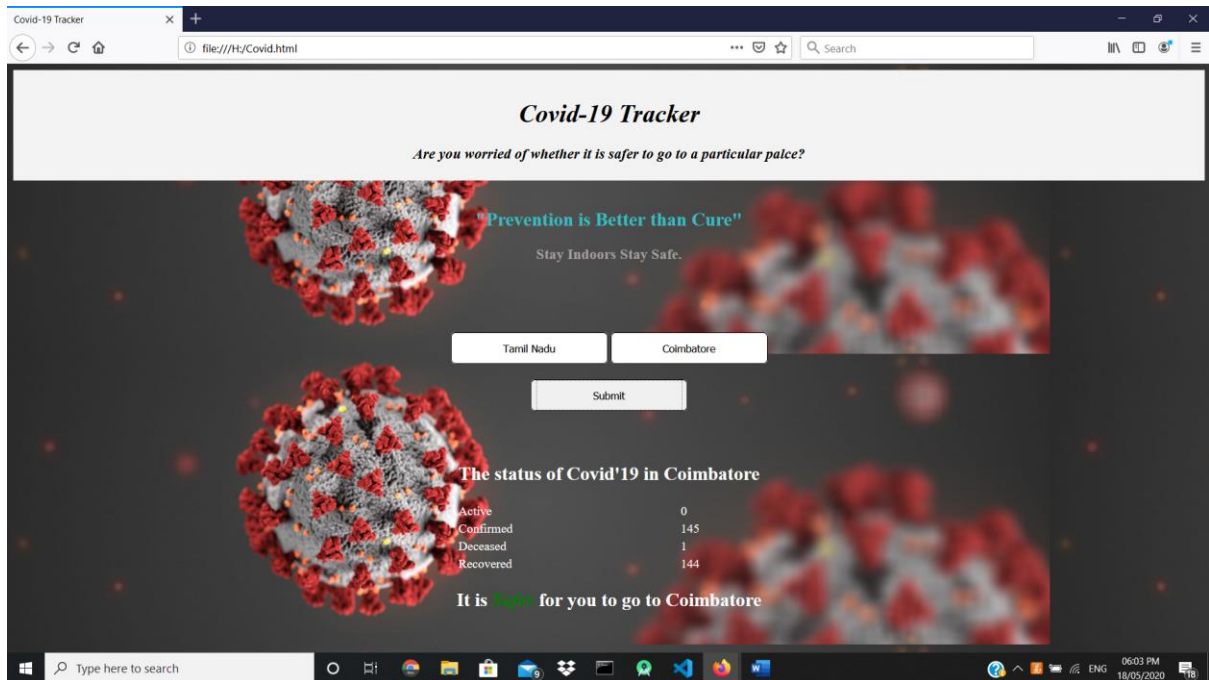 Covid-19 Tracker
file:///H:/Covid.html
Search
Covid-19 Tracker
Are you worried of whether it is safer to go to a particular palce?
"Prevention is Better than Cure"
Stay Indoors Stay Safe.
Tamil Nadu Coimbatore
Submit
The status of Covid'19 in Coimbatore
Active 0
Confirmed 145
Deceased 1
Recovered 144
It is Safer for you to go to Coimbatore
Type here to search
9
ENG
06:03 PM
18/05/2020
18